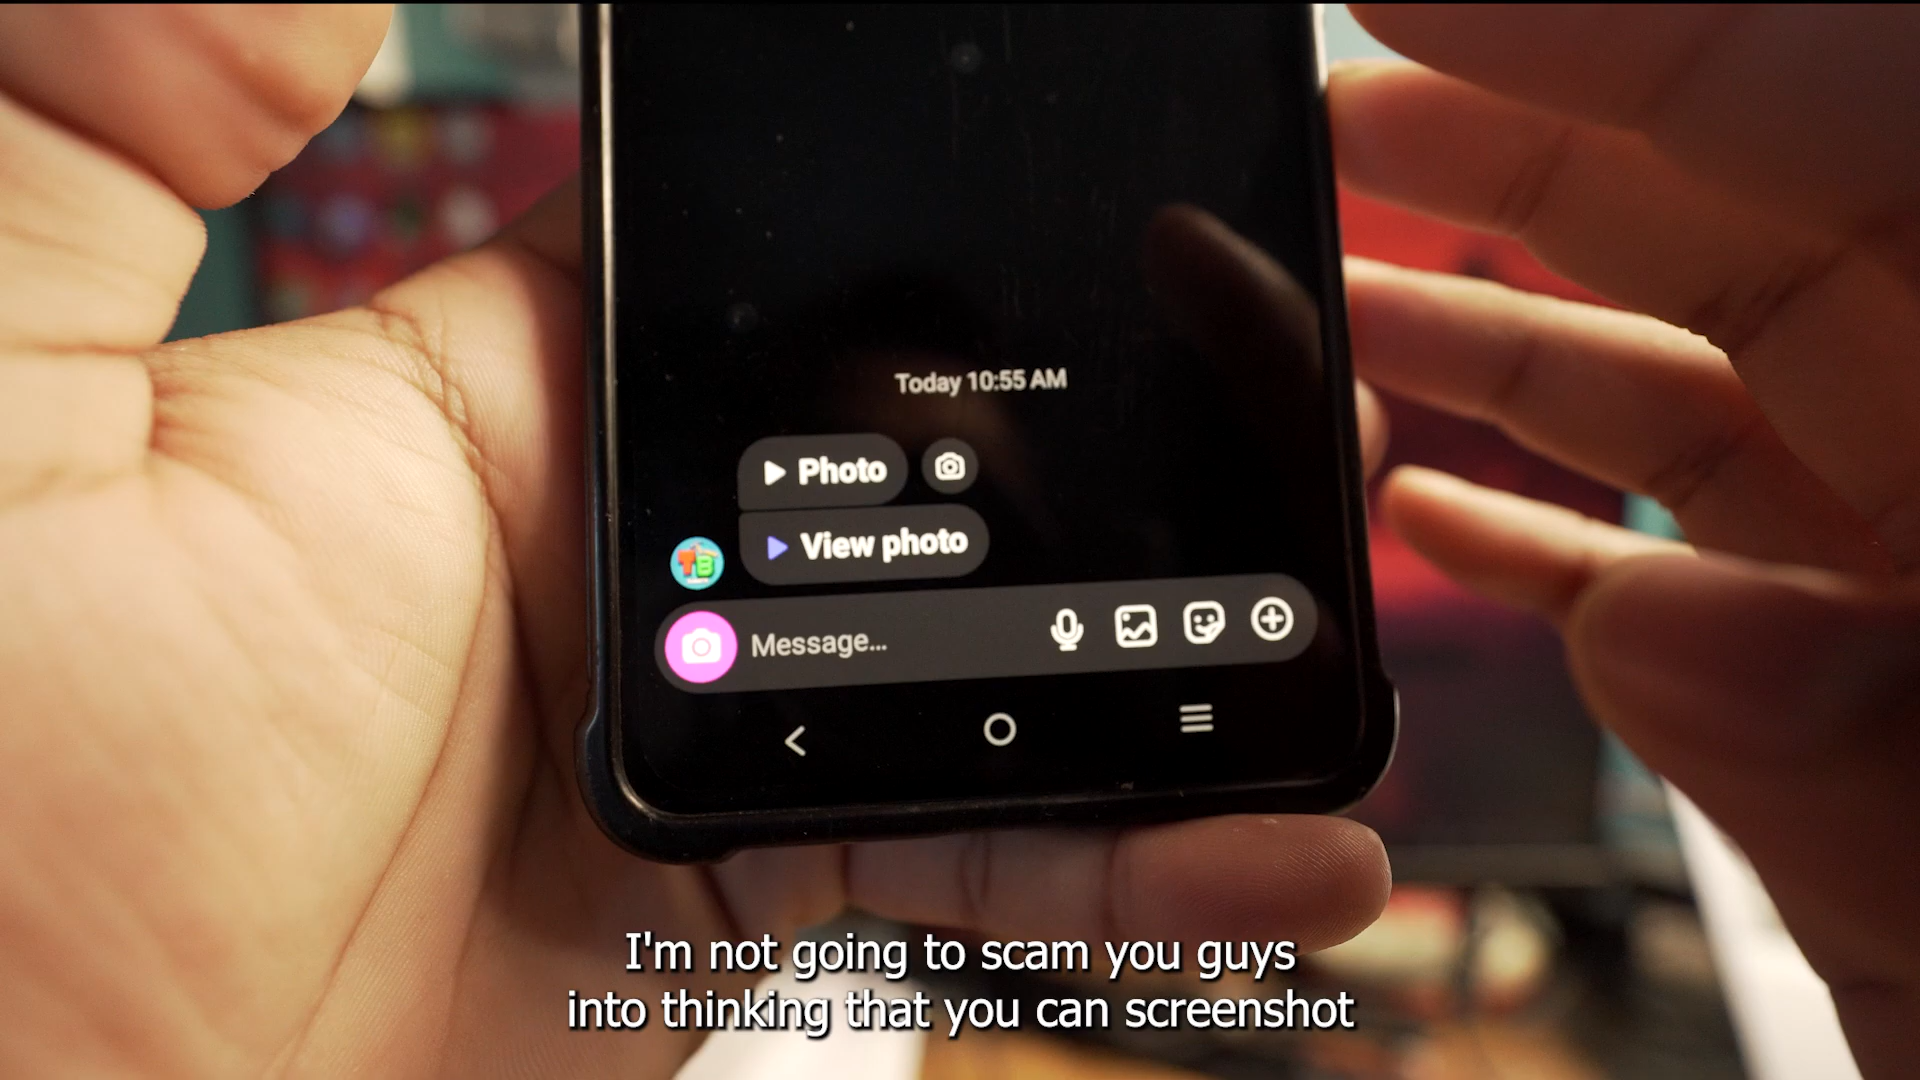 Today 10:55 AM
Photo
View photo
TB
Message...
I'm not going to scam you guys
into thinking that you can screenshot